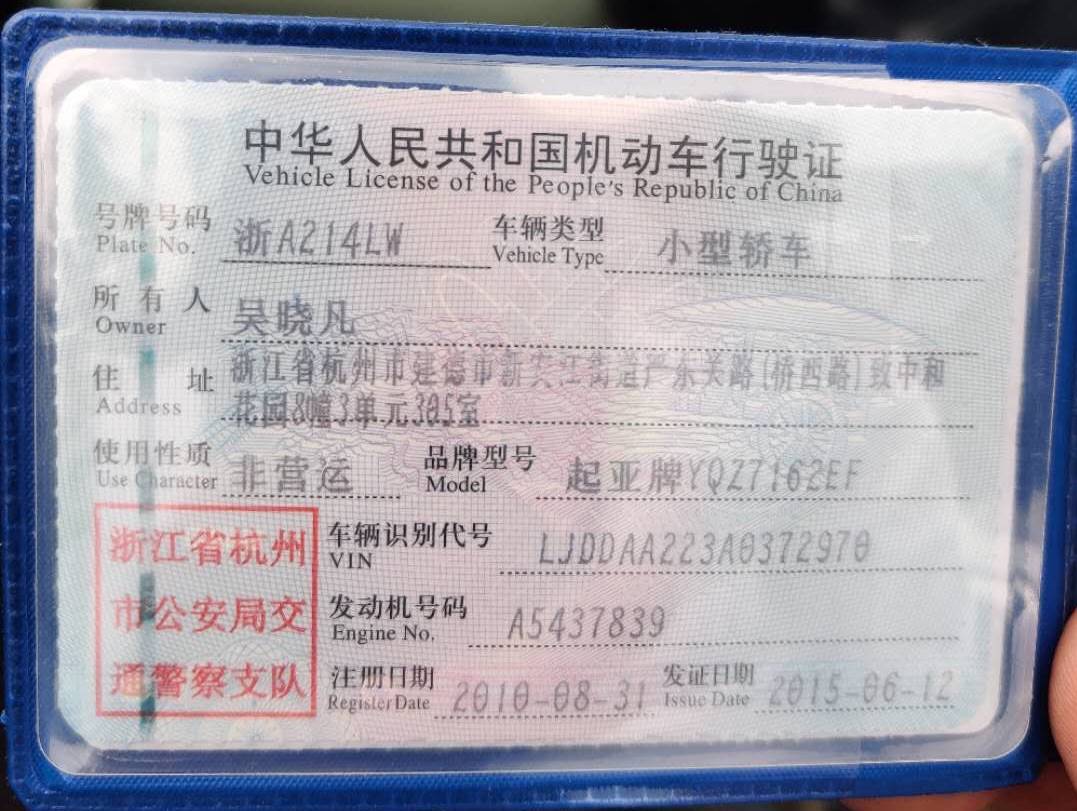 中华人民共和国机动车行驶证
Vehicle License of the People's Republic of China
号牌号码 浙A214LW 车辆类型 小型轿车
Plate No. Vehicle Type
所有人 吴晓凡
Owner
住址 浙江省杭州市建德市新安江街道严东关路(桥西路)致中和
Address 花园8幢3单元305室
使用性质 非营运 品牌型号 起亚牌YQZ7162EF
Use Character Model
浙江省杭州 车辆识别代号 LJDDAA223A0372970
VIN
市公安局交 发动机号码 A5437839
Engine No.
通警察支队 注册日期 2010-08-31 发证日期 2015-06-12
Register Date Issue Date